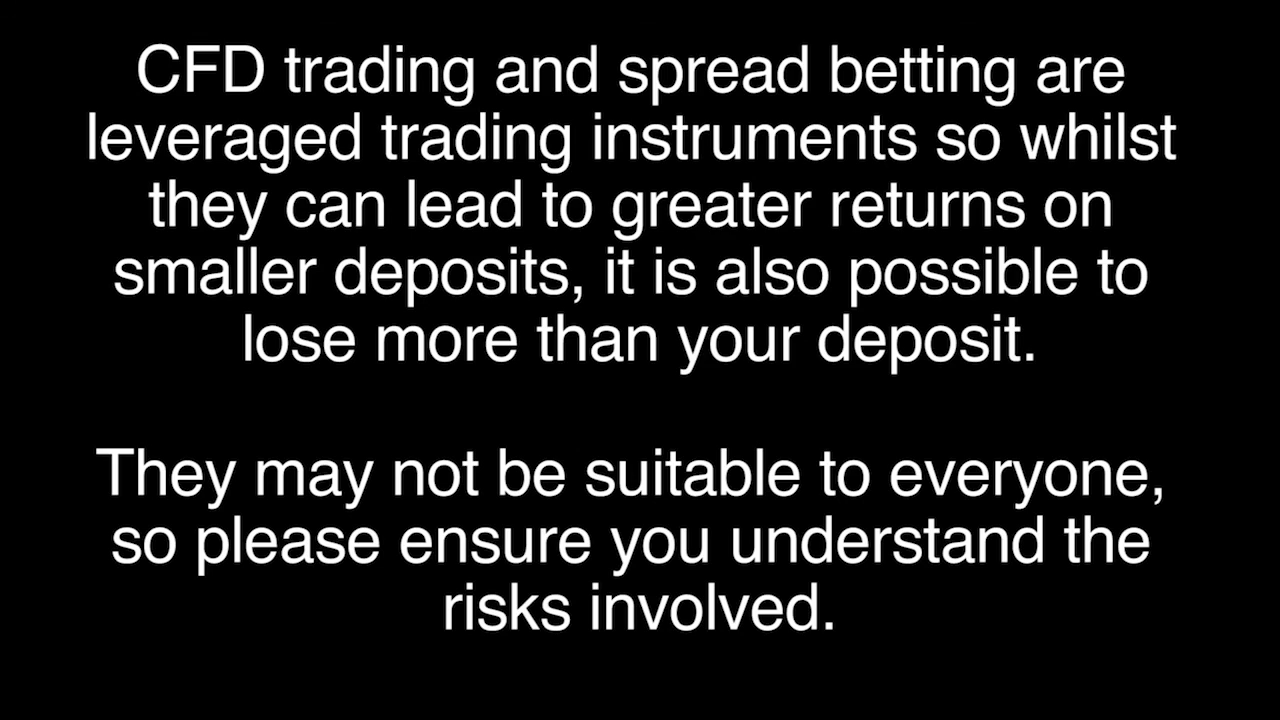 CFD trading and spread betting are
leveraged trading instruments so whilst
they can lead to greater returns on
smaller deposits, it is also possible to
lose more than your deposit.
They may not be suitable to everyone,
so please ensure you understand the
risks involved.